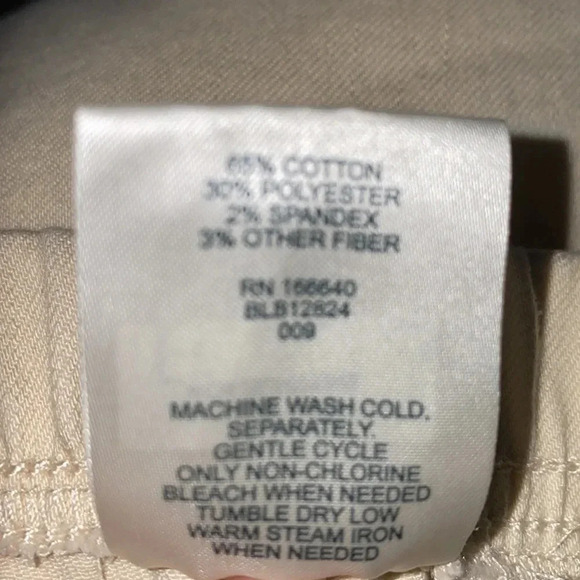 65% COTTON
30% POLYESTER
2% SPANDEX
3% OTHER FIBER
RN 166640
BLB12824
009
MACHINE WASH COLD,
SEPARATELY.
GENTLE CYCLE
ONLY NON-CHLORINE
BLEACH WHEN NEEDED
TUMBLE DRY LOW
WARM STEAM IRON
WHEN NEEDED